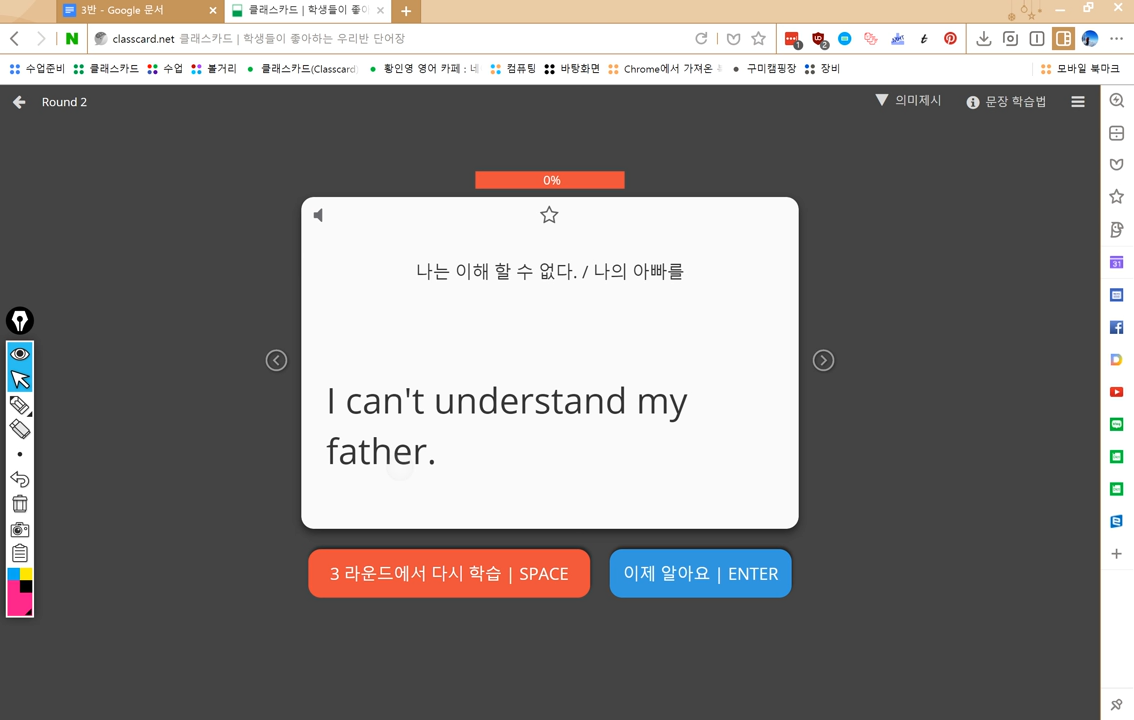 3반 - Google 문서
클래스카드 | 학생들이 좋아
classcard.net 클래스카드 | 학생들이 좋아하는 우리반 단어장
수업준비 클래스카드 수업 볼거리 클래스카드(Classcard 황인영 영어 카페 : 네 컴퓨팅 바탕화면 Chrome에서 가져온 구미캠핑장 장비 모바일 북마크
Round 2 의미제시 문장 학습법
0%
나는 이해 할 수 없다. / 나의 아빠를
I can't understand my
father.
3 라운드에서 다시 학습 | SPACE
이제 알아요 | ENTER